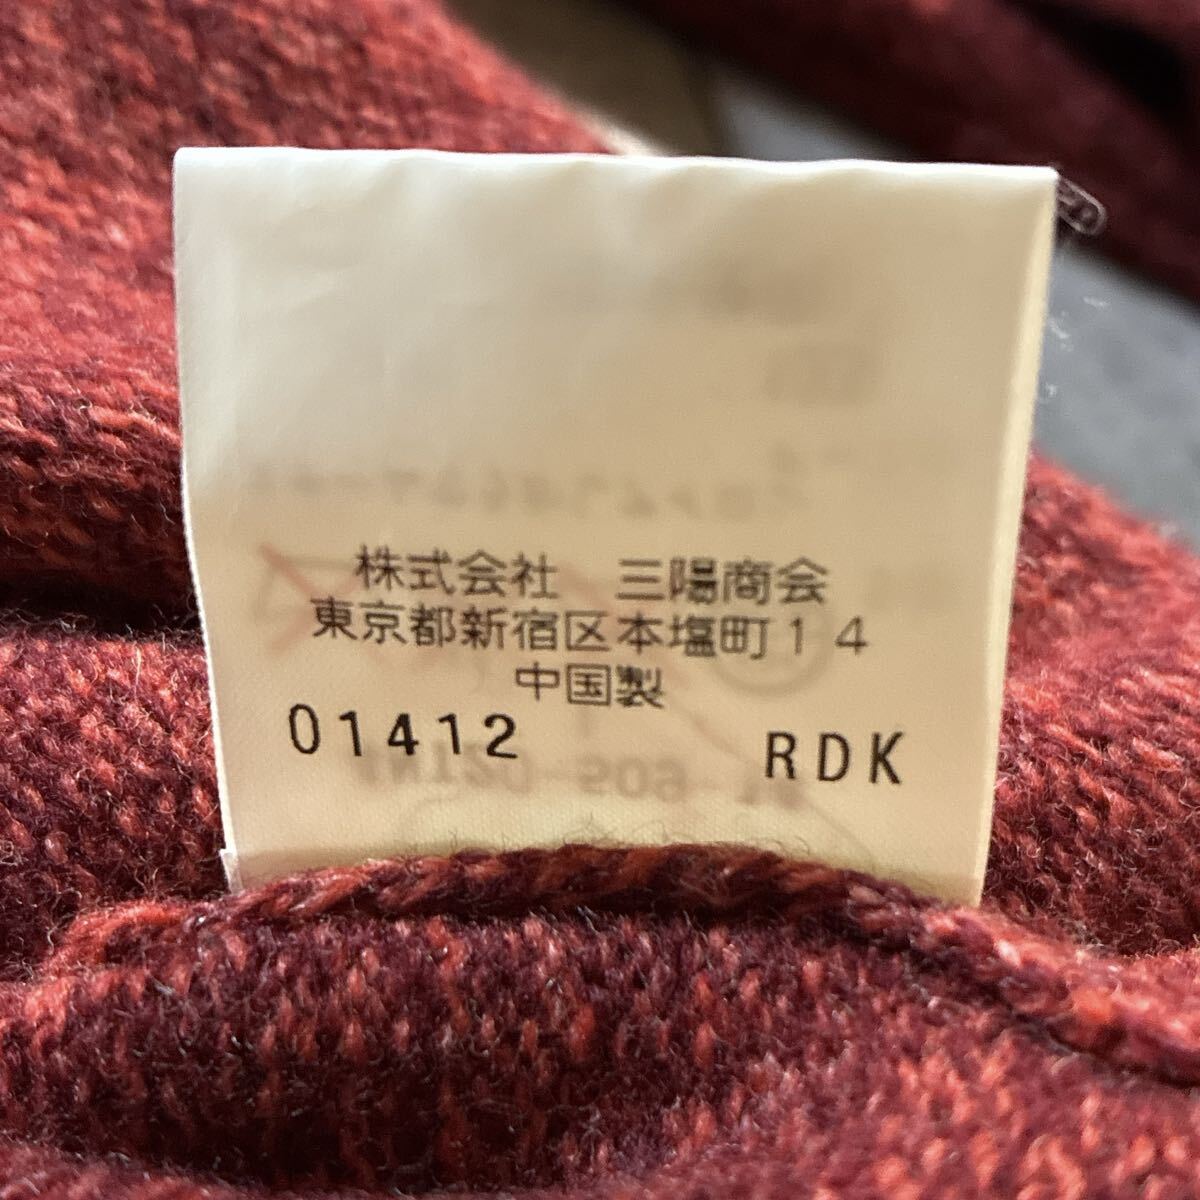 株式会社　三陽商会
東京都新宿区本塩町１４
中国製
01412 RDK